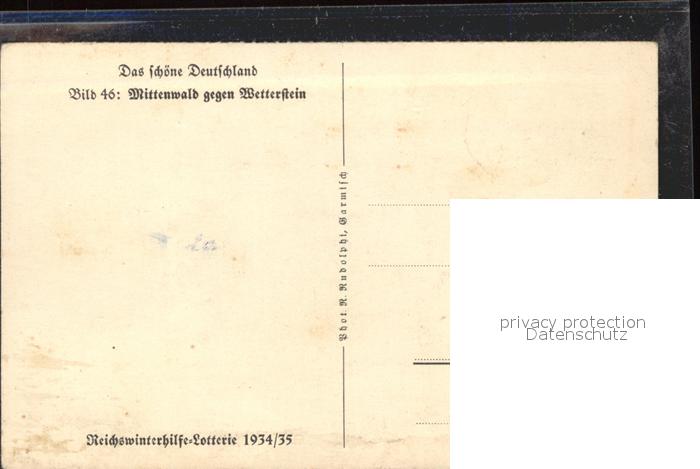 Das schöne Deutschland
Bild 46: Mittenwald gegen Wetterstein
Phot. R. Rudolphi, Garmisch
privacy protection
Datenschutz
Reichswinterhilfe-Lotterie 1934/35